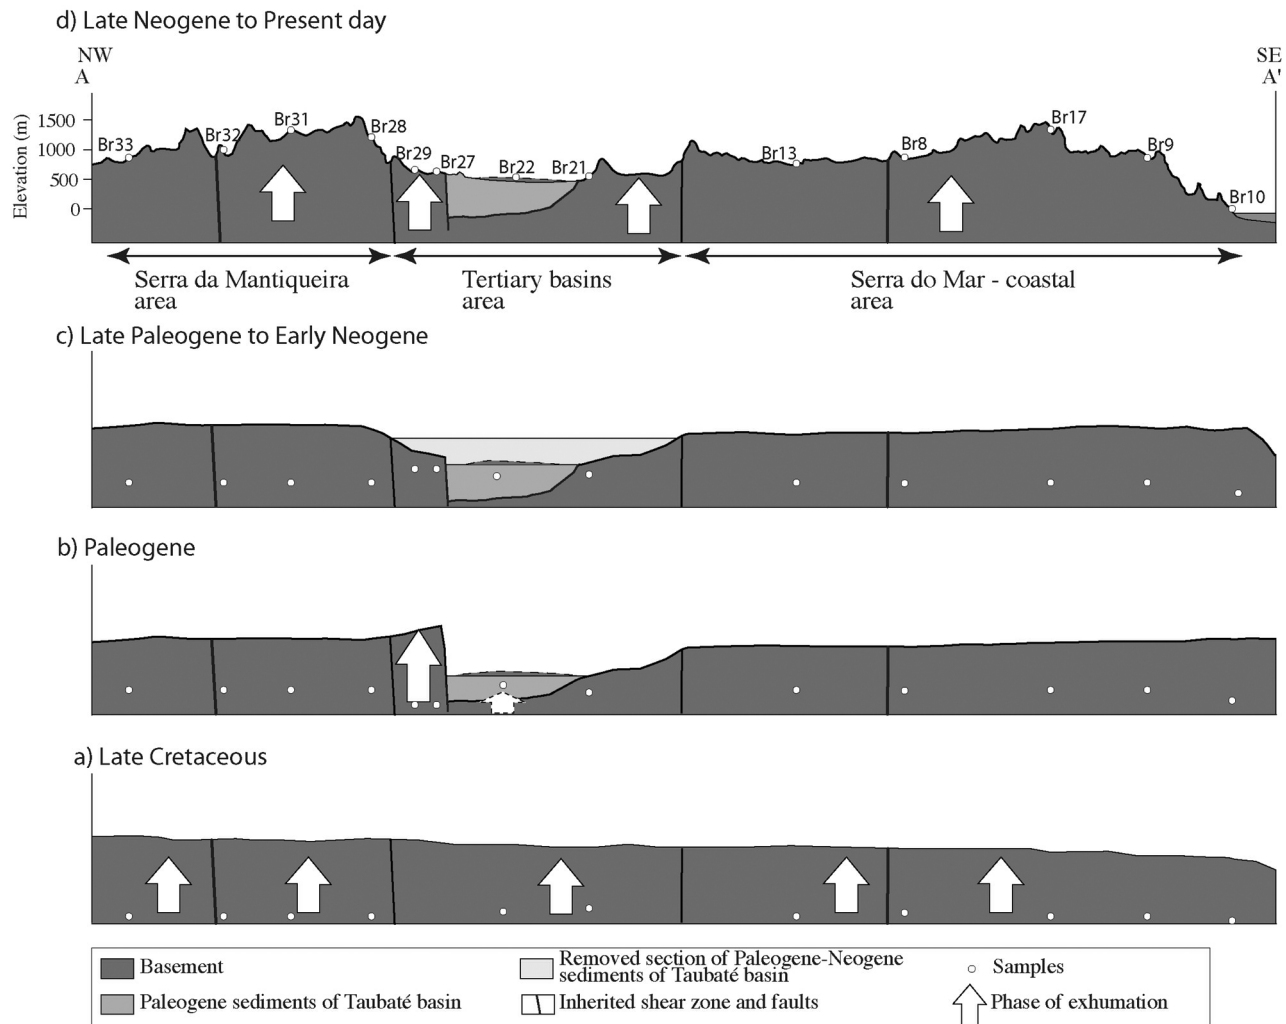 d) Late Neogene to Present day
NW
A
SE
A'
Elevation (m)
1500
1000
500
0
Br33
Br32
Br31
Br28
Br29
Br27
Br22
Br21
Br13
Br8
Br17
Br9
Br10
Serra da Mantiqueira
area
Tertiary basins
area
Serra do Mar - coastal
area
c) Late Paleogene to Early Neogene
b) Paleogene
a) Late Cretaceous
Basement
Paleogene sediments of Taubaté basin
Removed section of Paleogene-Neogene
sediments of Taubaté basin
Inherited shear zone and faults
Samples
Phase of exhumation